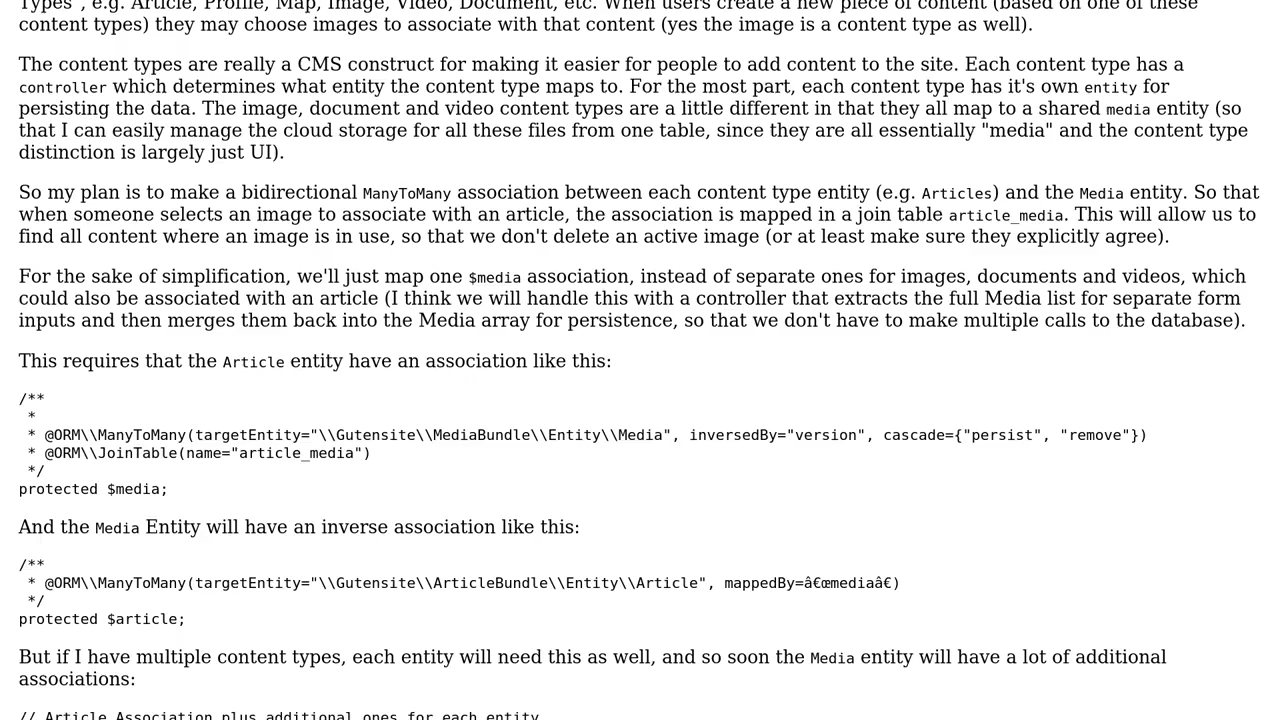 Types", e.g. Article, Profile, Map, Image, Video, Document, etc. When users create a new piece of content (based on one of these
content types) they may choose images to associate with that content (yes the image is a content type as well).
The content types are really a CMS construct for making it easier for people to add content to the site. Each content type has a
controller which determines what entity the content type maps to. For the most part, each content type has it's own entity for
persisting the data. The image, document and video content types are a little different in that they all map to a shared media entity (so
that I can easily manage the cloud storage for all these files from one table, since they are all essentially "media" and the content type
distinction is largely just UI).
So my plan is to make a bidirectional ManyToMany association between each content type entity (e.g. Articles) and the Media entity. So that
when someone selects an image to associate with an article, the association is mapped in a join table article_media. This will allow us to
find all content where an image is in use, so that we don't delete an active image (or at least make sure they explicitly agree).
For the sake of simplification, we'll just map one $media association, instead of separate ones for images, documents and videos, which
could also be associated with an article (I think we will handle this with a controller that extracts the full Media list for separate form
inputs and then merges them back into the Media array for persistence, so that we don't have to make multiple calls to the database).
This requires that the Article entity have an association like this:
/**
 *
 * @ORM\\ManyToMany(targetEntity="\\Gutensite\\MediaBundle\\Entity\\Media", inversedBy="version", cascade={"persist", "remove"})
 * @ORM\\JoinTable(name="article_media")
 */
protected $media;
And the Media Entity will have an inverse association like this:
/**
 * @ORM\\ManyToMany(targetEntity="\\Gutensite\\ArticleBundle\\Entity\\Article", mappedBy=â€œmediaâ€)
 */
protected $article;
But if I have multiple content types, each entity will need this as well, and so soon the Media entity will have a lot of additional
associations:
// Article Association plus additional ones for each entity